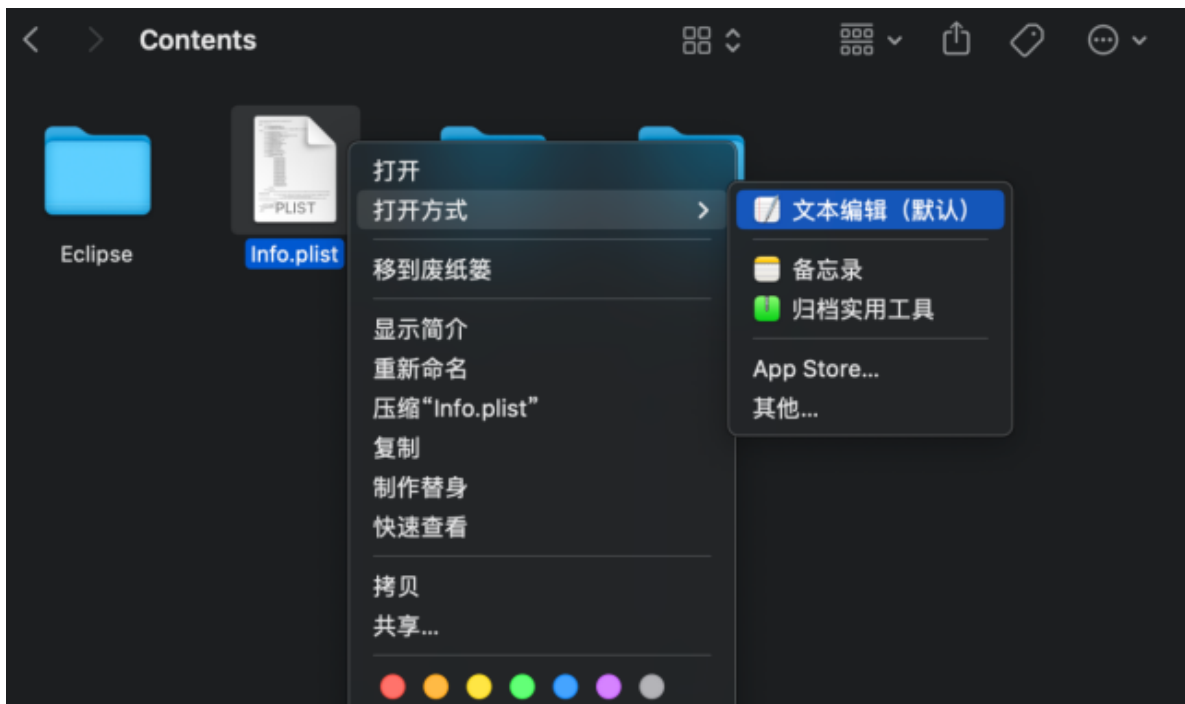 Contents
PLIST
Eclipse
Info.plist
打开
打开方式
移到废纸篓
显示简介
重新命名
压缩“Info.plist”
复制
制作替身
快速查看
拷贝
共享...
文本编辑（默认）
备忘录
归档实用工具
App Store...
其他...